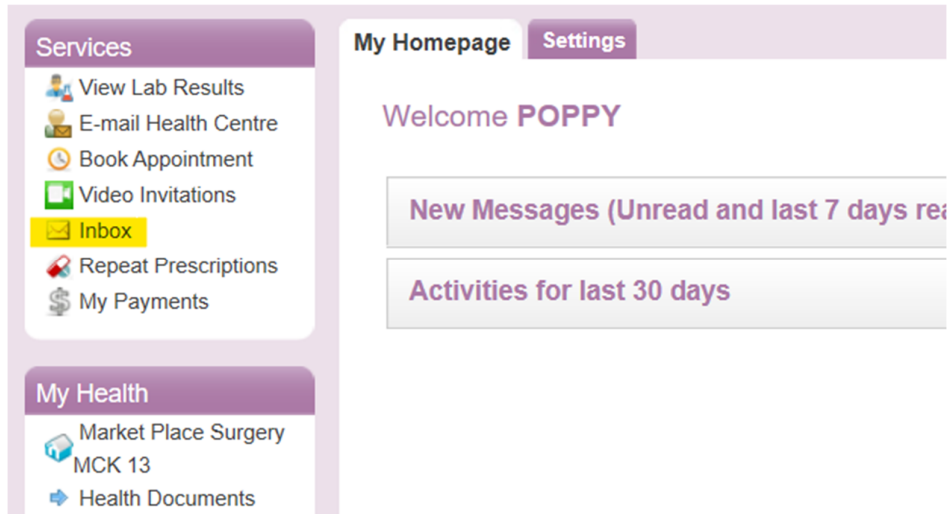 Services
View Lab Results
E-mail Health Centre
Book Appointment
Video Invitations
Inbox
Repeat Prescriptions
My Payments
My Health
Market Place Surgery
MCK 13
Health Documents
My Homepage
Settings
Welcome POPPY
New Messages (Unread and last 7 days
Activities for last 30 days